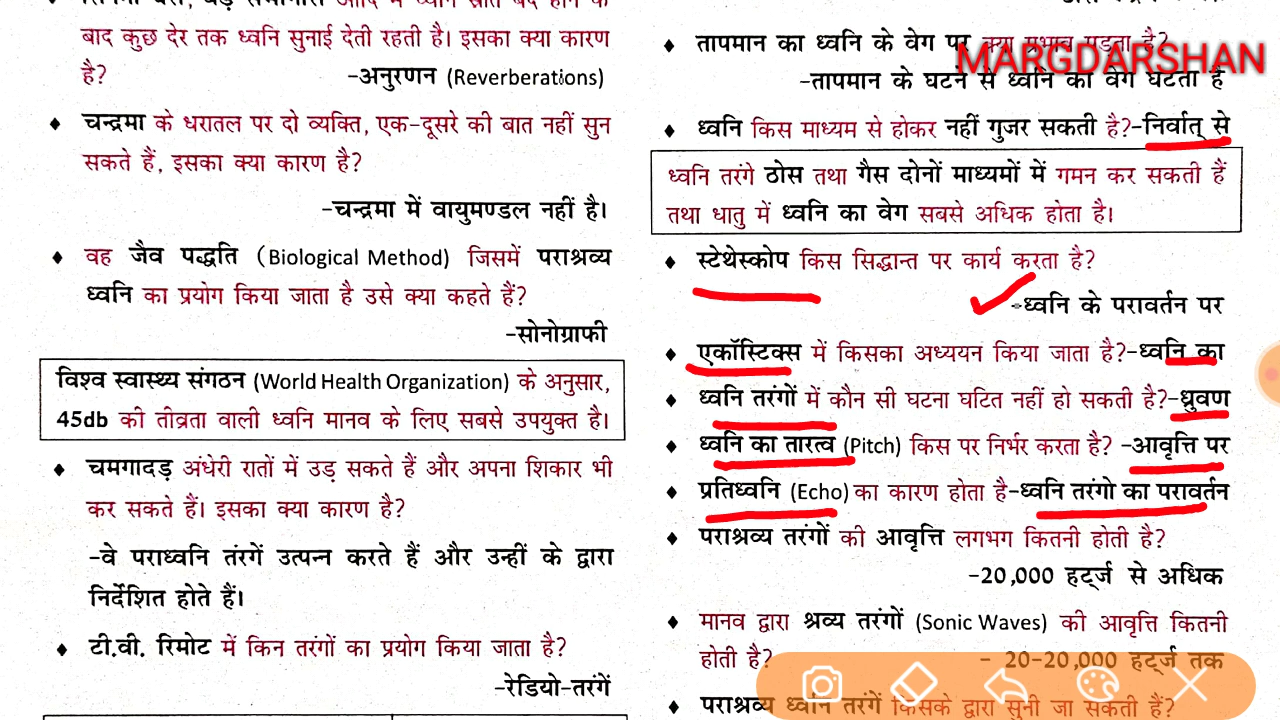 बाद कुछ देर तक ध्वनि सुनाई देती रहती है। इसका क्या कारण
है?
-अनुरणन (Reverberations)
♦ चन्द्रमा के धरातल पर दो व्यक्ति, एक-दूसरे की बात नहीं सुन
सकते हैं, इसका क्या कारण है?
-चन्द्रमा में वायुमण्डल नहीं है।
♦ वह जैव पद्धति (Biological Method) जिसमें पराश्रव्य
ध्वनि का प्रयोग किया जाता है उसे क्या कहते हैं?
-सोनोग्राफी
विश्व स्वास्थ्य संगठन (World Health Organization) के अनुसार,
45db की तीव्रता वाली ध्वनि मानव के लिए सबसे उपयुक्त है।
♦ चमगादड़ अंधेरी रातों में उड़ सकते हैं और अपना शिकार भी
कर सकते हैं। इसका क्या कारण है?
-वे पराध्वनि तरंगें उत्पन्न करते हैं और उन्हीं के द्वारा
निर्देशित होते हैं।
♦ टी.वी. रिमोट में किन तरंगों का प्रयोग किया जाता है?
-रेडियो-तरंगें
♦ तापमान का ध्वनि के वेग पर क्या प्रभाव पड़ता है?
MARGDARSHAN
-तापमान के घटने से ध्वनि का वेग घटता है
♦ ध्वनि किस माध्यम से होकर नहीं गुजर सकती है?-निर्वात् से
ध्वनि तरंगे ठोस तथा गैस दोनों माध्यमों में गमन कर सकती हैं
तथा धातु में ध्वनि का वेग सबसे अधिक होता है।
♦ स्टेथेस्कोप किस सिद्धान्त पर कार्य करता है?
-ध्वनि के परावर्तन पर
♦ एकॉस्टिक्स में किसका अध्ययन किया जाता है?-ध्वनि का
♦ ध्वनि तरंगों में कौन सी घटना घटित नहीं हो सकती है?-ध्रुवण
♦ ध्वनि का तारत्व (Pitch) किस पर निर्भर करता है? -आवृत्ति पर
♦ प्रतिध्वनि (Echo) का कारण होता है-ध्वनि तरंगो का परावर्तन
♦ पराश्रव्य तरंगों की आवृत्ति लगभग कितनी होती है?
-20,000 हर्ट्ज से अधिक
♦ मानव द्वारा श्रव्य तरंगों (Sonic Waves) की आवृत्ति कितनी
होती है? - 20-20,000 हर्ट्ज तक
♦ पराश्रव्य ध्वनि तरंगें किसके द्वारा सुनी जा सकती हैं?